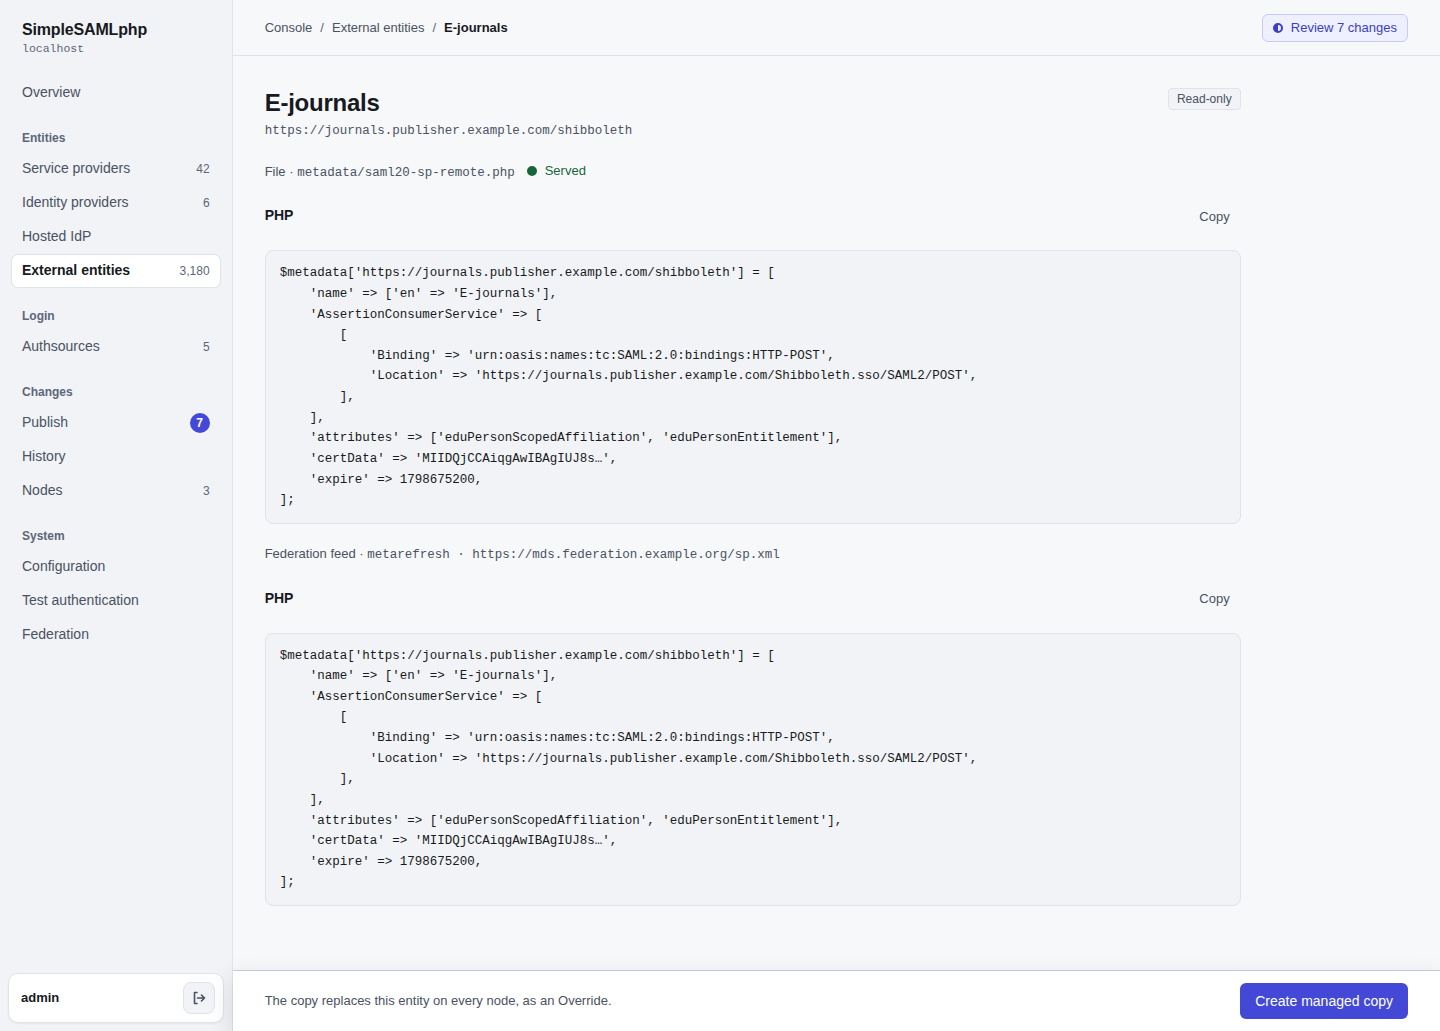 SimpleSAMLphp
localhost
Overview
Entities
Service providers 42
Identity providers 6
Hosted IdP
External entities 3,180
Login
Authsources 5
Changes
Publish 7
History
Nodes 3
System
Configuration
Test authentication
Federation
admin
Console / External entities / E-journals
Review 7 changes
E-journals
Read-only
https://journals.publisher.example.com/shibboleth
File · metadata/saml20-sp-remote.php Served
PHP
Copy
$metadata['https://journals.publisher.example.com/shibboleth'] = [
    'name' => ['en' => 'E-journals'],
    'AssertionConsumerService' => [
        [
            'Binding' => 'urn:oasis:names:tc:SAML:2.0:bindings:HTTP-POST',
            'Location' => 'https://journals.publisher.example.com/Shibboleth.sso/SAML2/POST',
        ],
    ],
    'attributes' => ['eduPersonScopedAffiliation', 'eduPersonEntitlement'],
    'certData' => 'MIIDQjCCAiqgAwIBAgIUJ8s…',
    'expire' => 1798675200,
];
Federation feed · metarefresh · https://mds.federation.example.org/sp.xml
PHP
Copy
$metadata['https://journals.publisher.example.com/shibboleth'] = [
    'name' => ['en' => 'E-journals'],
    'AssertionConsumerService' => [
        [
            'Binding' => 'urn:oasis:names:tc:SAML:2.0:bindings:HTTP-POST',
            'Location' => 'https://journals.publisher.example.com/Shibboleth.sso/SAML2/POST',
        ],
    ],
    'attributes' => ['eduPersonScopedAffiliation', 'eduPersonEntitlement'],
    'certData' => 'MIIDQjCCAiqgAwIBAgIUJ8s…',
    'expire' => 1798675200,
];
The copy replaces this entity on every node, as an Override.
Create managed copy